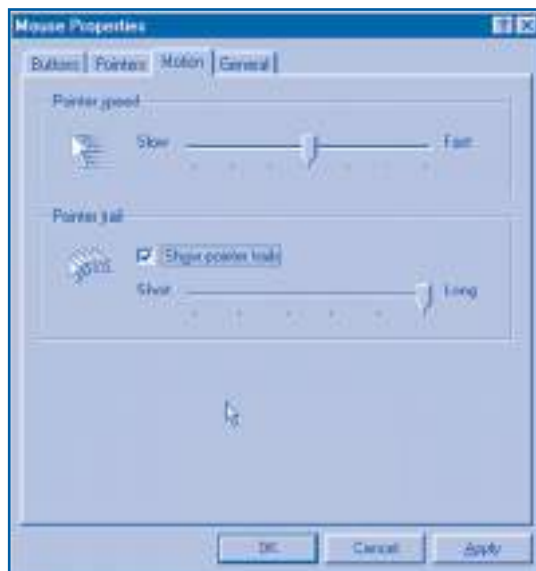 Mouse Properties
Buttons Pointers Motion General
Pointer speed
Slow Fast
Pointer trail
Show pointer trails
Short Long
OK Cancel Apply